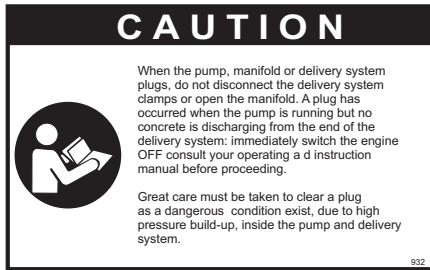 CAUTION
When the pump, manifold or delivery system
plugs, do not disconnect the delivery system
clamps or open the manifold. A plug has
occurred when the pump is running but no
concrete is discharging from the end of the
delivery system: immediately switch the engine
OFF consult your operating a d instruction
manual before proceeding.
Great care must be taken to clear a plug
as a dangerous  condition exist, due to high
pressure build-up, inside the pump and delivery
system.
932